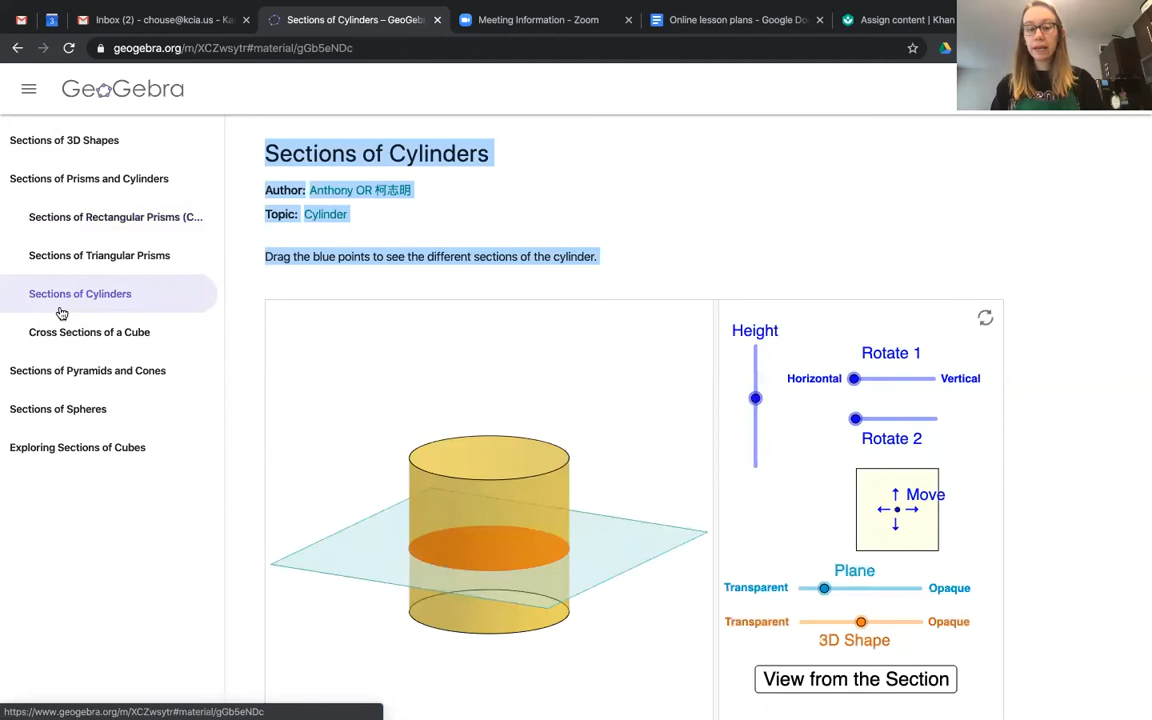 Inbox (2) - chouse@kcia.us - Ka
Sections of Cylinders – GeoGeb
Meeting Information - Zoom
Online lesson plans - Google Do
Assign content | Khan
geogebra.org/m/XCZwsytr#material/gGb5eNDc
GeoGebra
Sections of 3D Shapes
Sections of Prisms and Cylinders
Sections of Rectangular Prisms (C...
Sections of Triangular Prisms
Sections of Cylinders
Cross Sections of a Cube
Sections of Pyramids and Cones
Sections of Spheres
Exploring Sections of Cubes
Sections of Cylinders
Author: Anthony OR 柯志明
Topic: Cylinder
Drag the blue points to see the different sections of the cylinder.
Height
Rotate 1
Horizontal Vertical
Rotate 2
Move
Plane
Transparent Opaque
Transparent Opaque
3D Shape
View from the Section
https://www.geogebra.org/m/XCZwsytr#material/gGb5eNDc